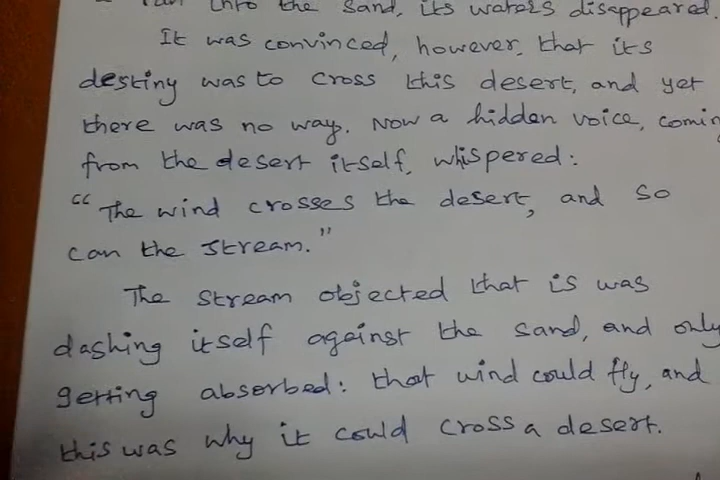 ran into the sand, its waters disappeared.
It was convinced, however, that its
destiny was to cross this desert, and yet
there was no way. Now a hidden voice, comin
from the desert itself, whispered:
"The wind crosses the desert, and so
can the stream."
The stream objected that is was
dashing itself against the sand, and only
getting absorbed: that wind could fly, and
this was why it could cross a desert.